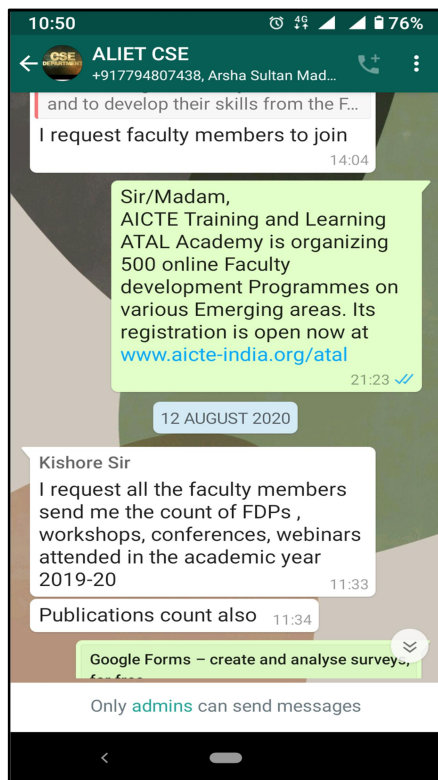 10:50
4G
76%
CSE
DEPARTMENT
ALIET CSE
+917794807438, Arsha Sultan Mad...
and to develop their skills from the F...
I request faculty members to join
14:04
Sir/Madam,
AICTE Training and Learning
ATAL Academy is organizing
500 online Faculty
development Programmes on
various Emerging areas. Its
registration is open now at
www.aicte-india.org/atal
21:23
12 AUGUST 2020
Kishore Sir
I request all the faculty members
send me the count of FDPs ,
workshops, conferences, webinars
attended in the academic year
2019-20
11:33
Publications count also 11:34
Google Forms – create and analyse surveys,
Only admins can send messages